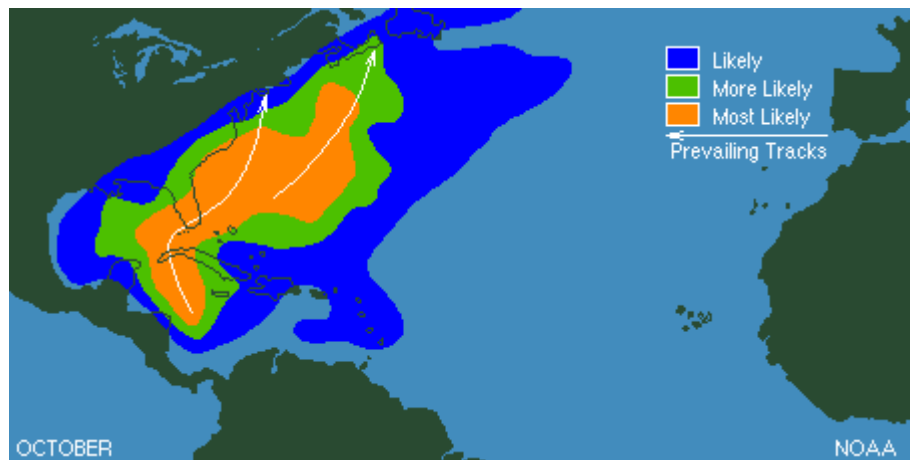 Likely
More Likely
Most Likely
Prevailing Tracks
OCTOBER
NOAA